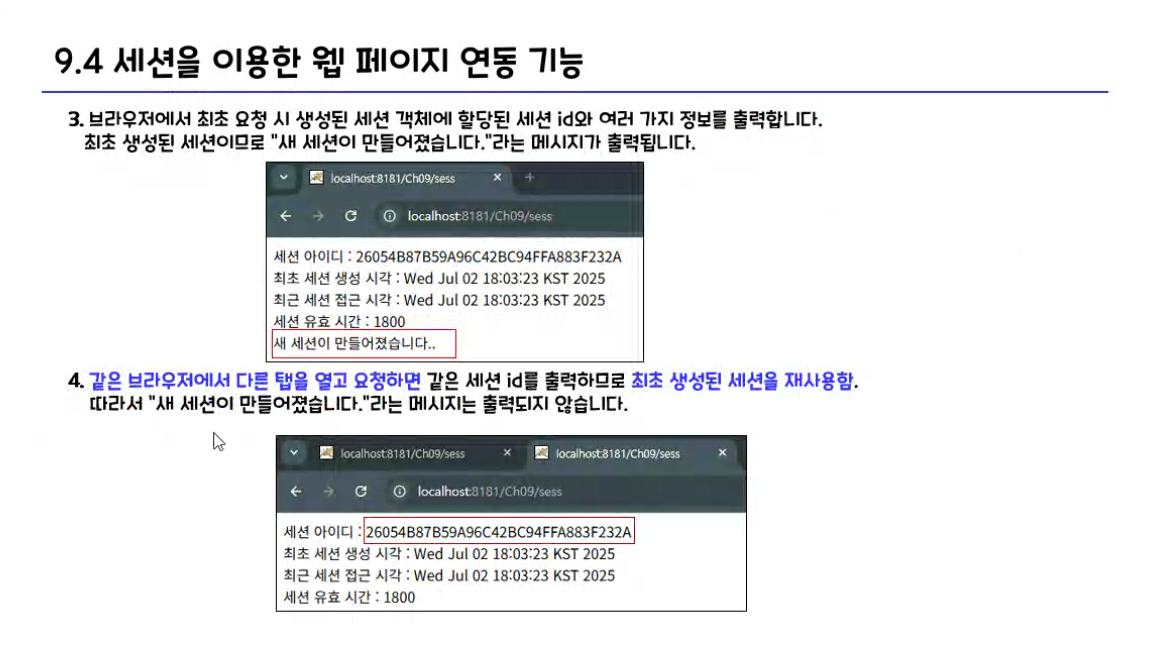 9.4 세션을 이용한 웹 페이지 연동 기능
3. 브라우저에서 최초 요청 시 생성된 세션 객체에 할당된 세션 id와 여러 가지 정보를 출력합니다.
최초 생성된 세션이므로 "새 세션이 만들어졌습니다."라는 메시지가 출력됩니다.
localhost:8181/Ch09/sess
localhost:8181/Ch09/sess
세션 아이디 : 26054B87B59A96C42BC94FFA883F232A
최초 세션 생성 시각 : Wed Jul 02 18:03:23 KST 2025
최근 세션 접근 시각 : Wed Jul 02 18:03:23 KST 2025
세션 유효 시간 : 1800
새 세션이 만들어졌습니다..
4. 같은 브라우저에서 다른 탭을 열고 요청하면 같은 세션 id를 출력하므로 최초 생성된 세션을 재사용함.
따라서 "새 세션이 만들어졌습니다."라는 메시지는 출력되지 않습니다.
localhost:8181/Ch09/sess localhost:8181/Ch09/sess
localhost:8181/Ch09/sess
세션 아이디 : 26054B87B59A96C42BC94FFA883F232A
최초 세션 생성 시각 : Wed Jul 02 18:03:23 KST 2025
최근 세션 접근 시각 : Wed Jul 02 18:03:23 KST 2025
세션 유효 시간 : 1800